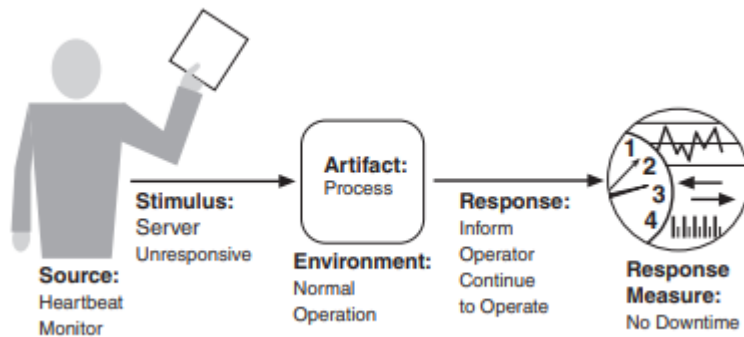 Source:
Heartbeat
Monitor
Stimulus:
Server
Unresponsive
Artifact:
Process
Environment:
Normal
Operation
Response:
Inform
Operator
Continue
to Operate
1
2
3
4
Response
Measure:
No Downtime